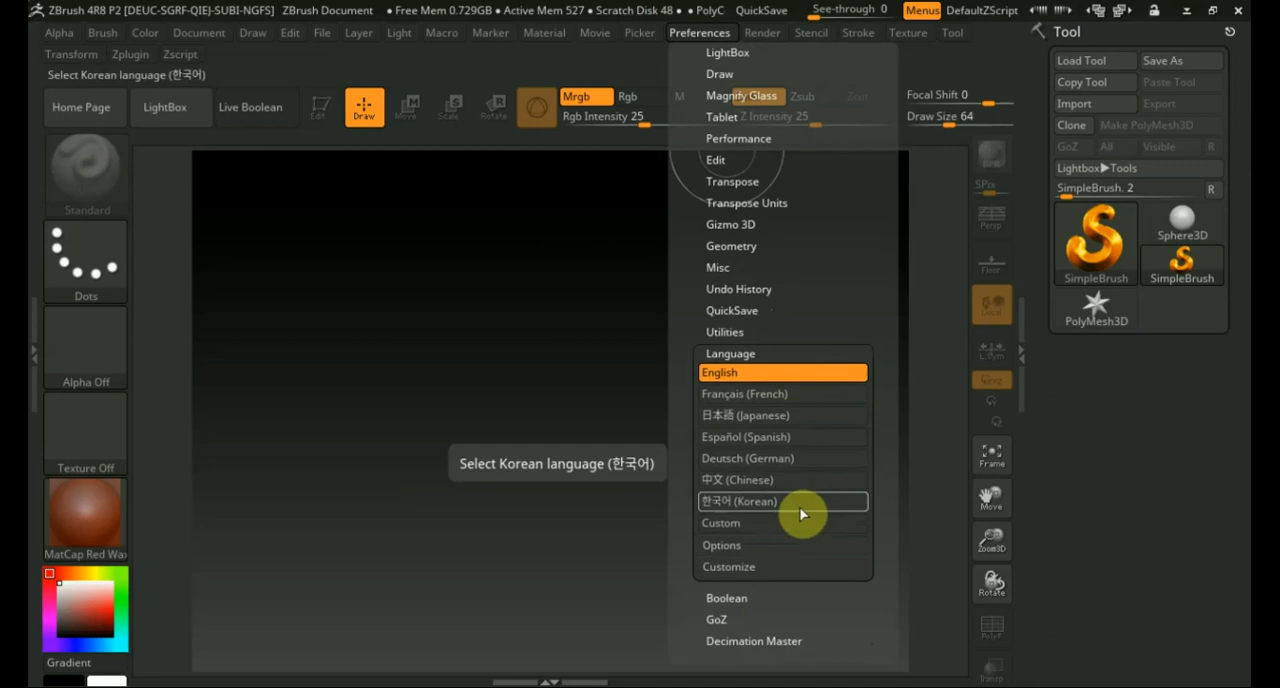 ZBrush 4R8 P2 [DEUC-SGRF-QIEJ-SUBI-NGFS] ZBrush Document • Free Mem 0.729GB • Active Mem 527 • Scratch Disk 48 • PolyC QuickSave See-through 0 Menus DefaultZScript
Alpha Brush Color Document Draw Edit File Layer Light Macro Marker Material Movie Picker Preferences Render Stencil Stroke Texture Tool
Transform Zplugin Zscript
Select Korean language (한국어)
Home Page
LightBox
Live Boolean
Edit
Draw
Move
Scale
Rotate
Mrgb Rgb M
Rgb Intensity 25
Zsub
Z Intensity 25
Focal Shift 0
Draw Size 64
Standard
Dots
Alpha Off
Texture Off
MatCap Red Wax
Gradient
Select Korean language (한국어)
LightBox
Draw
Magnify Glass
Tablet
Performance
Edit
Transpose
Transpose Units
Gizmo 3D
Geometry
Misc
Undo History
QuickSave
Utilities
Language
English
Français (French)
日本語 (Japanese)
Español (Spanish)
Deutsch (German)
中文 (Chinese)
한국어 (Korean)
Custom
Options
Customize
Boolean
GoZ
Decimation Master
BPR
SPix
Persp
Floor
Local
L.Sym
Frame
Move
Zoom3D
Rotate
PolyF
Transp
Tool
Load Tool Save As
Copy Tool Paste Tool
Import Export
Clone Make PolyMesh3D
GoZ All Visible R
Lightbox▶Tools
SimpleBrush. 2 R
SimpleBrush
Sphere3D
SimpleBrush
PolyMesh3D